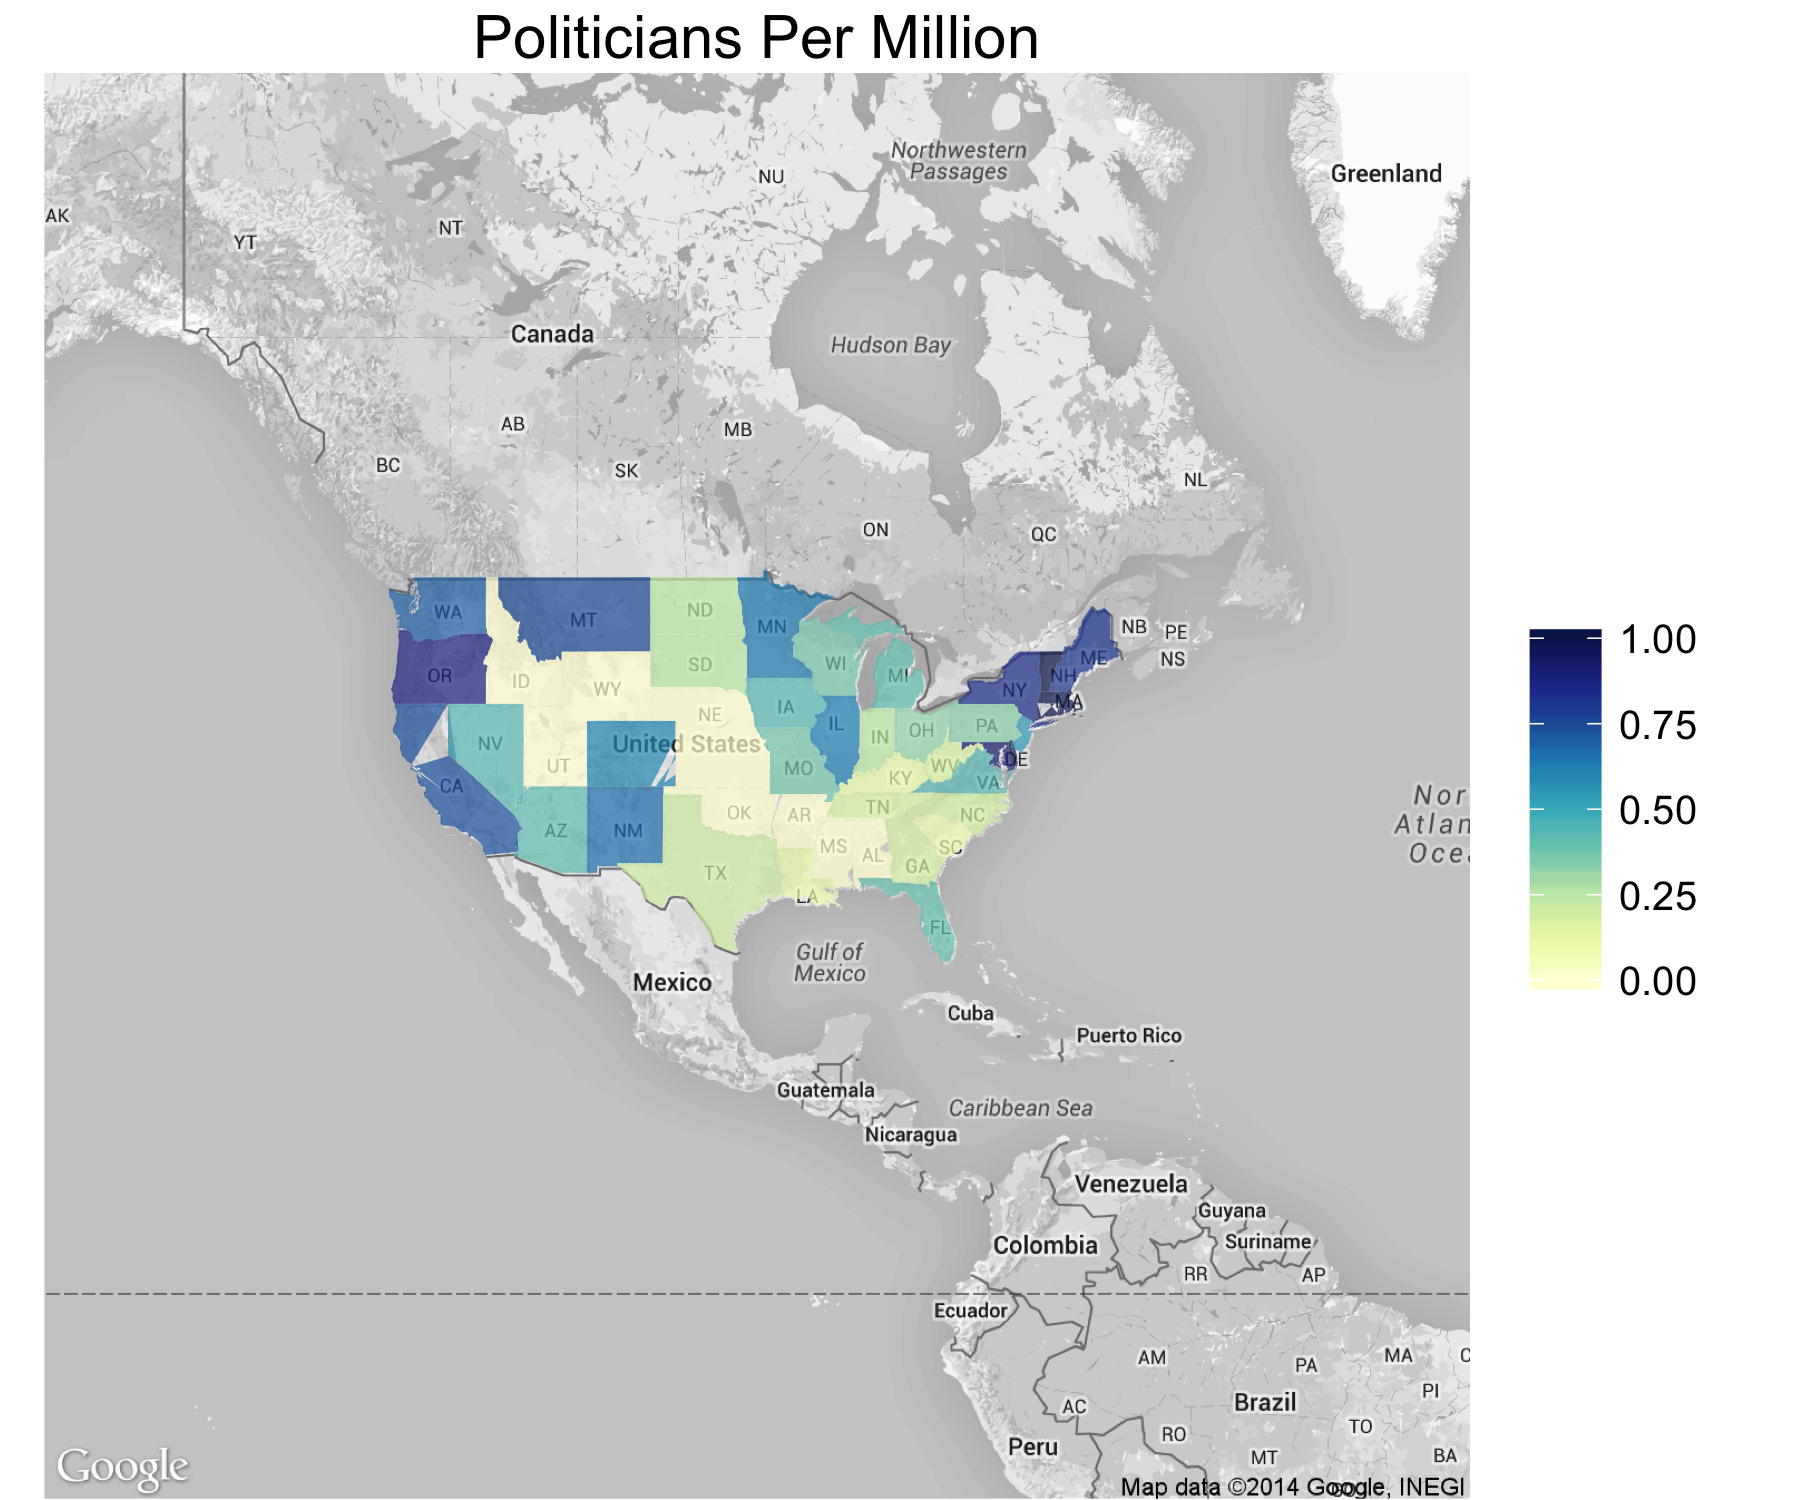 Politicians Per Million
Northwestern
Passages
Greenland
NU
AK
YT
NT
Canada
Hudson Bay
AB
MB
BC
SK
NL
ON
QC
WA
MT
ND
MN
NB
PE
NS
OR
ID
WY
SD
WI
MI
NY
NH
ME
MA
NE
IA
IL
IN
OH
PA
NV
United States
UT
CA
MO
KY
WV
VA
DE
AZ
NM
OK
AR
TN
NC
TX
MS
AL
GA
SC
LA
FL
Nor
Atlan
Ocea
1.00
0.75
0.50
0.25
0.00
Gulf of
Mexico
Mexico
Cuba
Puerto Rico
Guatemala
Caribbean Sea
Nicaragua
Venezuela
Guyana
Colombia
Suriname
RR
AP
Ecuador
AM
PA
MA
C
PI
AC
Brazil
TO
RO
Peru
MT
BA
Google
Map data ©2014 Google, INEGI